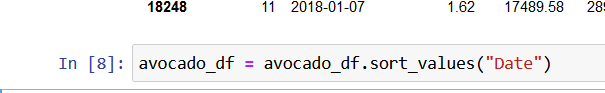 18248 11 2018-01-07 1.62 17489.58
In [8]: avocado_df = avocado_df.sort_values("Date")